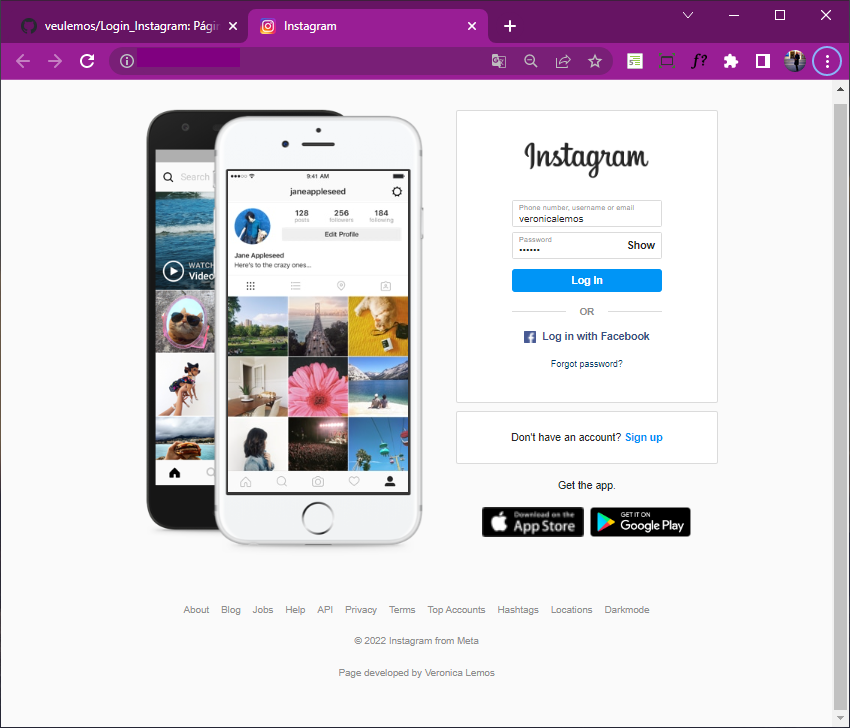 veulemos/Login_Instagram: Págin
Instagram
Instagram
Phone number, username or email
veronicalemos
Password
••••••
Show
Log In
OR
Log in with Facebook
Forgot password?
Don't have an account? Sign up
Get the app.
Download on the
App Store
GET IT ON
Google Play
9:41 AM
janeappleseed
128 256 184
posts followers following
Edit Profile
Jane Appleseed
Here's to the crazy ones...
Search
WATCH
Video
About Blog Jobs Help API Privacy Terms Top Accounts Hashtags Locations Darkmode
© 2022 Instagram from Meta
Page developed by Veronica Lemos